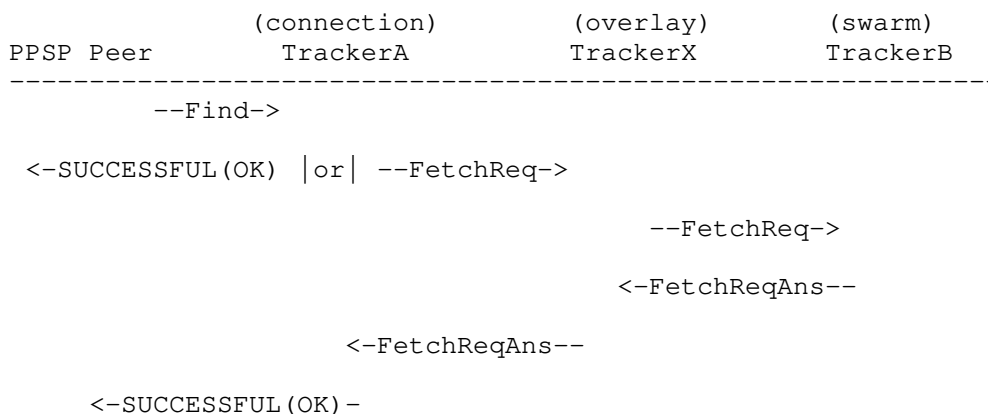 (connection) (overlay) (swarm)
PPSP Peer TrackerA TrackerX TrackerB
------------------------------------------------------------------
--Find->
<-SUCCESSFUL(OK) |or| --FetchReq->
--FetchReq->
<-FetchReqAns--
<-FetchReqAns--
<-SUCCESSFUL(OK)-